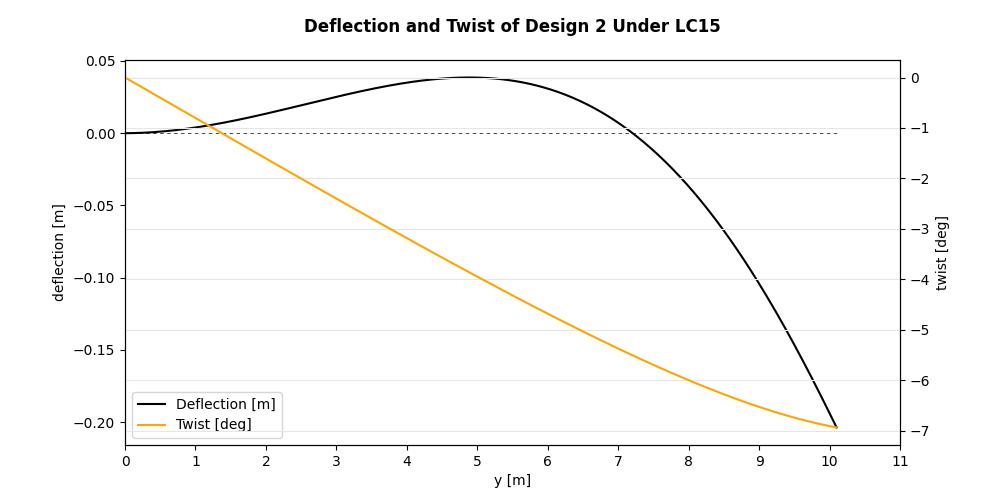 Deflection and Twist of Design 2 Under LC15
0.05
0.00
−0.05
−0.10
−0.15
−0.20
deflection [m]
0
−1
−2
−3
−4
−5
−6
−7
twist [deg]
Deflection [m]
Twist [deg]
0 1 2 3 4 5 6 7 8 9 10 11
y [m]